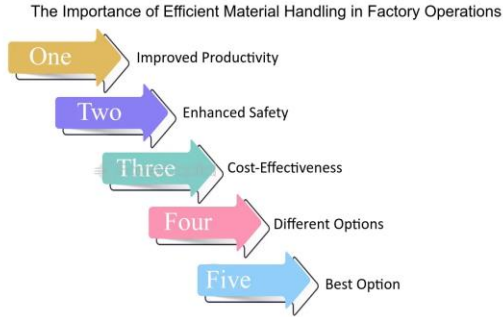 The Importance of Efficient Material Handling in Factory Operations
One Improved Productivity
Two Enhanced Safety
Three Cost-Effectiveness
Four Different Options
Five Best Option